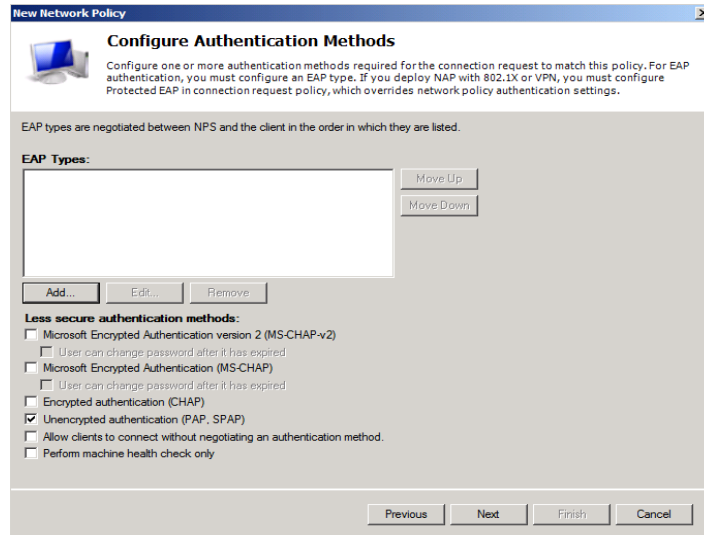 New Network Policy
Configure Authentication Methods
Configure one or more authentication methods required for the connection request to match this policy. For EAP
authentication, you must configure an EAP type. If you deploy NAP with 802.1X or VPN, you must configure
Protected EAP in connection request policy, which overrides network policy authentication settings.
EAP types are negotiated between NPS and the client in the order in which they are listed.
EAP Types:
Move Up
Move Down
Add... Edit... Remove
Less secure authentication methods:
Microsoft Encrypted Authentication version 2 (MS-CHAP-v2)
User can change password after it has expired
Microsoft Encrypted Authentication (MS-CHAP)
User can change password after it has expired
Encrypted authentication (CHAP)
Unencrypted authentication (PAP, SPAP)
Allow clients to connect without negotiating an authentication method.
Perform machine health check only
Previous Next Finish Cancel